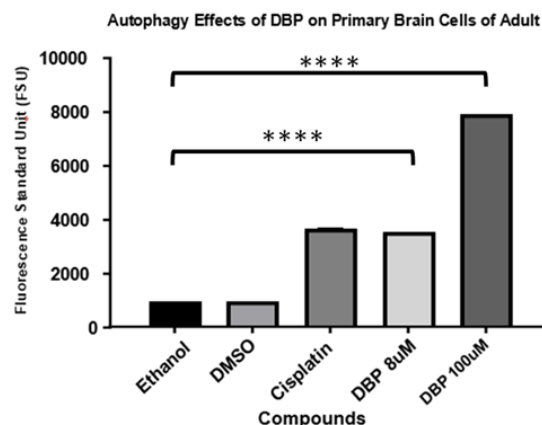 Autophagy Effects of DBP on Primary Brain Cells of Adult
Fluorescence Standard Unit (FSU)
10000
8000
6000
4000
2000
0
****
****
Ethanol
DMSO
Cisplatin
DBP 8uM
DBP 100uM
Compounds